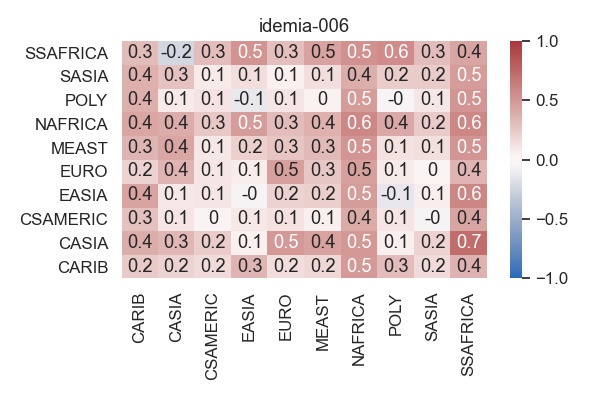 idemia-006
SSAFRICA 0.3 -0.2 0.3 0.5 0.3 0.5 0.5 0.6 0.3 0.4
SASIA 0.4 0.3 0.1 0.1 0.1 0.1 0.4 0.2 0.2 0.5
POLY 0.4 0.1 0.1 -0.1 0.1 0 0.5 -0 0.1 0.5
NAFRICA 0.4 0.4 0.3 0.5 0.3 0.4 0.6 0.4 0.2 0.6
MEAST 0.3 0.4 0.1 0.2 0.3 0.3 0.5 0.1 0.1 0.5
EURO 0.2 0.4 0.1 0.1 0.5 0.3 0.5 0.1 0 0.4
EASIA 0.4 0.1 0.1 -0 0.2 0.2 0.5 -0.1 0.1 0.6
CSAMERIC 0.3 0.1 0 0.1 0.1 0.1 0.4 0.1 -0 0.4
CASIA 0.4 0.3 0.2 0.1 0.5 0.4 0.5 0.1 0.2 0.7
CARIB 0.2 0.2 0.2 0.3 0.2 0.2 0.5 0.3 0.2 0.4
CARIB CASIA CSAMERIC EASIA EURO MEAST NAFRICA POLY SASIA SSAFRICA
1.0
0.5
0.0
−0.5
−1.0